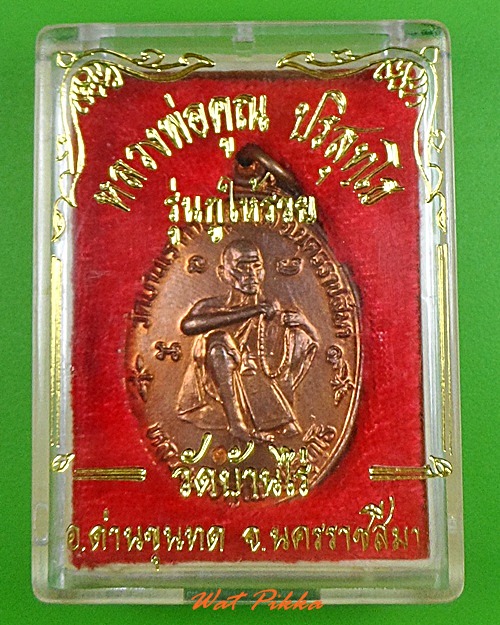 หลวงพ่อคูณ ปริสุทฺโธ
รุ่นกูให้รวย
วัดบ้านไร่
อ.ด่านขุนทด จ.นครราชสีมา
Wat Pikka